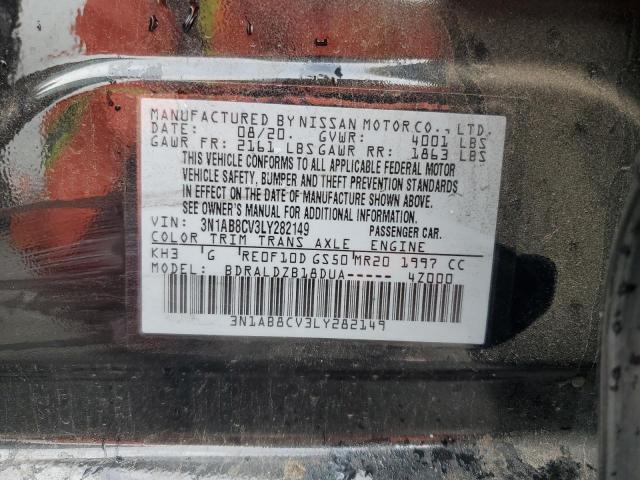 MANUFACTURED BY NISSAN MOTOR CO., LTD.
DATE: 08/20. GVWR: 4001 LBS
GAWR FR: 2161 LBS GAWR RR: 1863 LBS
THIS VEHICLE CONFORMS TO ALL APPLICABLE FEDERAL MOTOR
VEHICLE SAFETY, BUMPER AND THEFT PREVENTION STANDARDS
IN EFFECT ON THE DATE OF MANUFACTURE SHOWN ABOVE.
SEE OWNER'S MANUAL FOR ADDITIONAL INFORMATION.
VIN: 3N1AB8CV3LY282149 PASSENGER CAR.
COLOR TRIM TRANS AXLE ENGINE
KH3 'G 'RE0F10D GS50'MR20 1997 CC
MODEL: BDRALDZB18DUA----- 4Z000
3N1AB8CV3LY282149